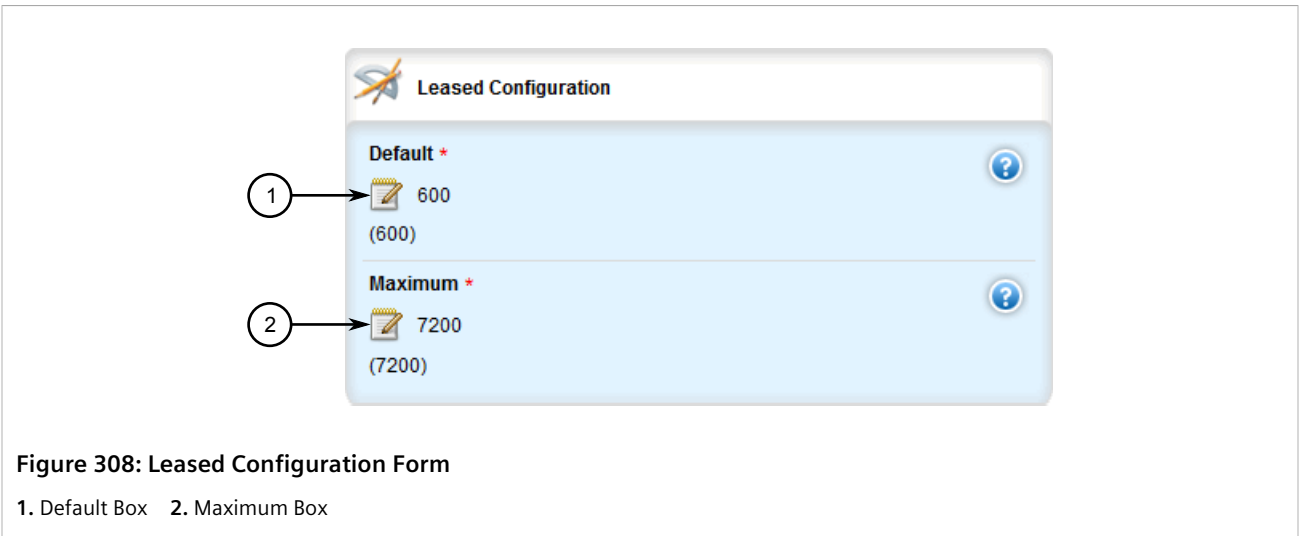 Leased Configuration
Default *
1
600
(600)
Maximum *
2
7200
(7200)
Figure 308: Leased Configuration Form
1. Default Box 2. Maximum Box